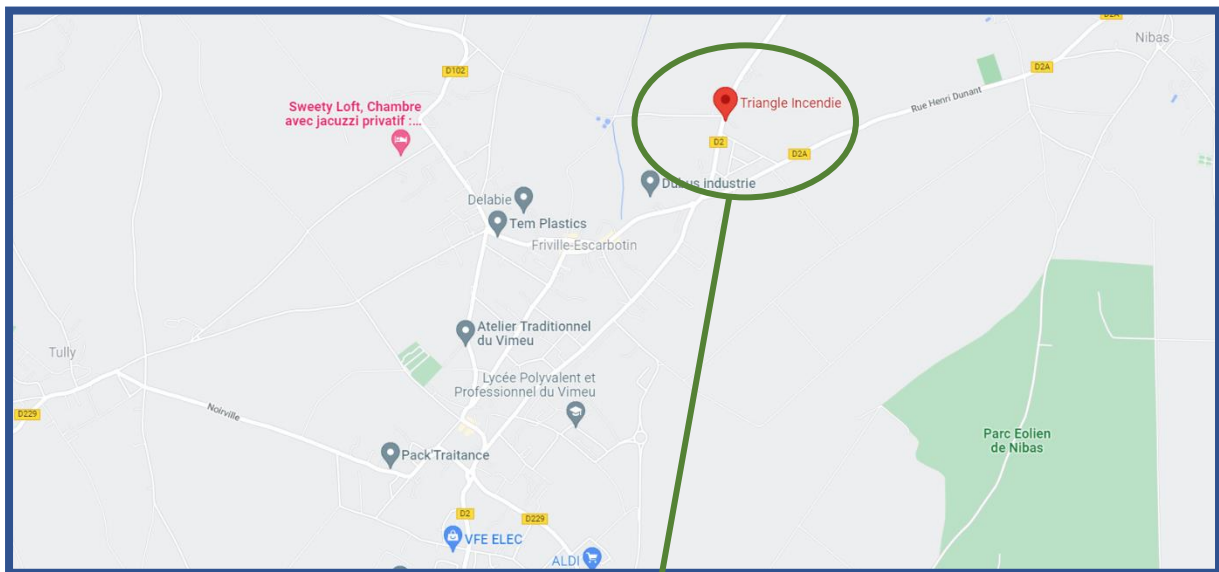 D2A
Nibas
D102
D2A
Sweety Loft, Chambre
avec jacuzzi privatif :...
Triangle Incendie
Rue Henri Dunant
D2
D2A
Dubus Industrie
Delabie
Tem Plastics
Friville-Escarbotin
Atelier Traditionnel
du Vimeu
Tully
Lycée Polyvalent et
Professionnel du Vimeu
Noirville
D229
Parc Eolien
de Nibas
Pack'Traitance
D2
D229
VFE ELEC
ALDI